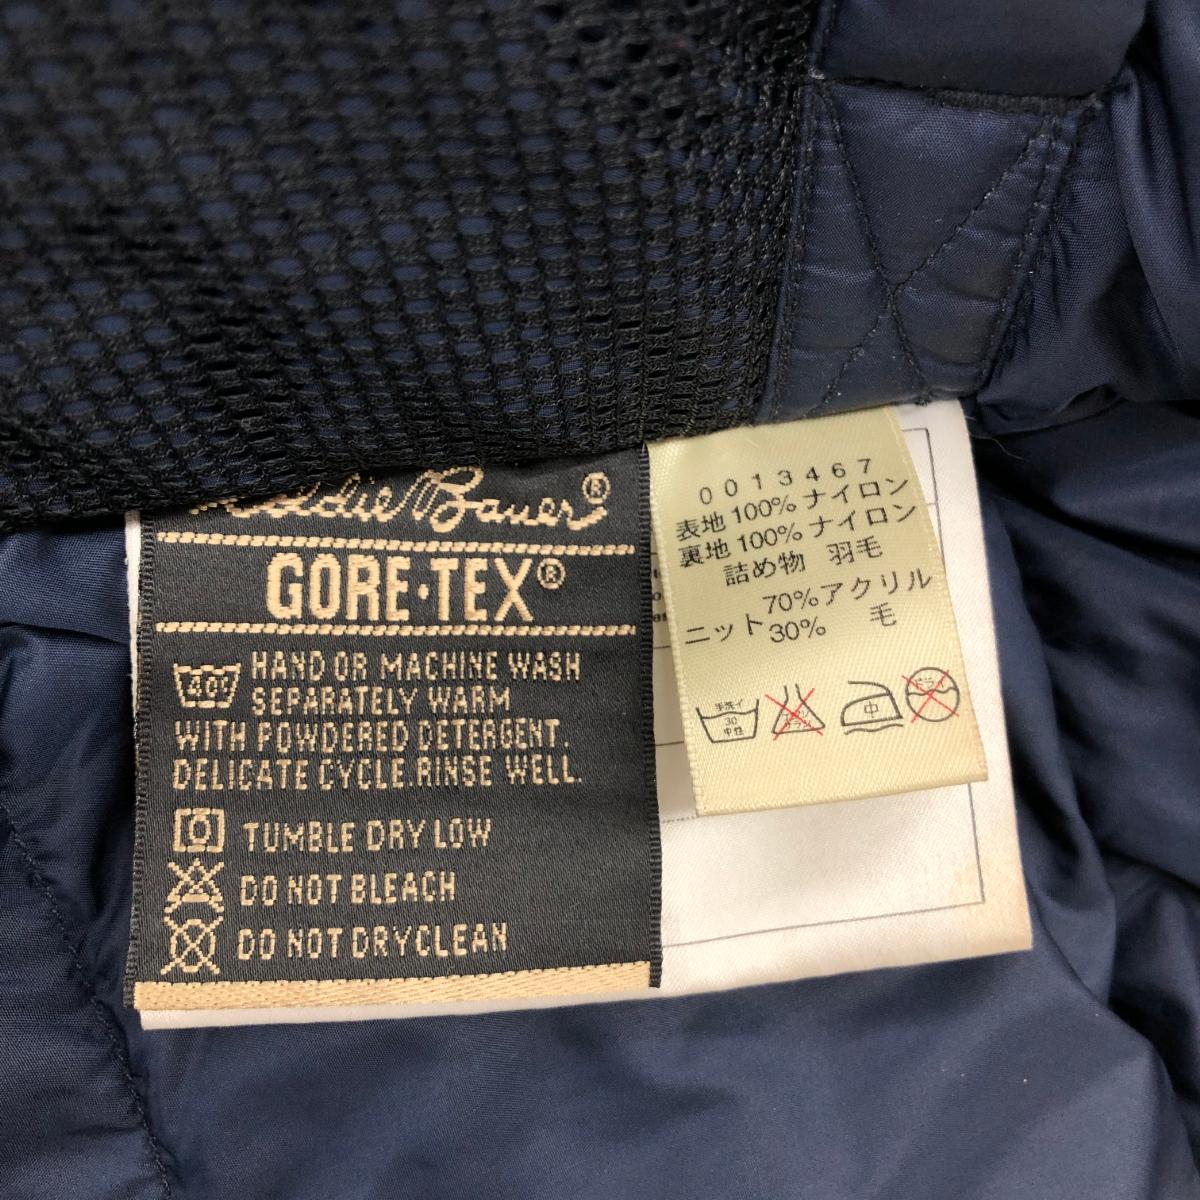 Eddie Bauer®
GORE-TEX®
40°
HAND OR MACHINE WASH
SEPARATELY WARM
WITH POWDERED DETERGENT.
DELICATE CYCLE.RINSE WELL.
TUMBLE DRY LOW
DO NOT BLEACH
DO NOT DRYCLEAN
0013467
表地 100% ナイロン
裏地 100% ナイロン
詰め物 羽毛
70% アクリル
ニット 30% 毛
手洗イ
30
中性
中